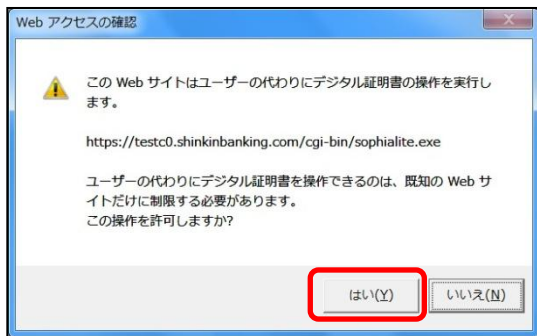 Web アクセスの確認
この Web サイトはユーザーの代わりにデジタル証明書の操作を実行し
ます。
https://testc0.shinkinbanking.com/cgi-bin/sophialite.exe
ユーザーの代わりにデジタル証明書を操作できるのは、既知の Web サ
イトだけに制限する必要があります。
この操作を許可しますか?
はい(Y)
いいえ(N)